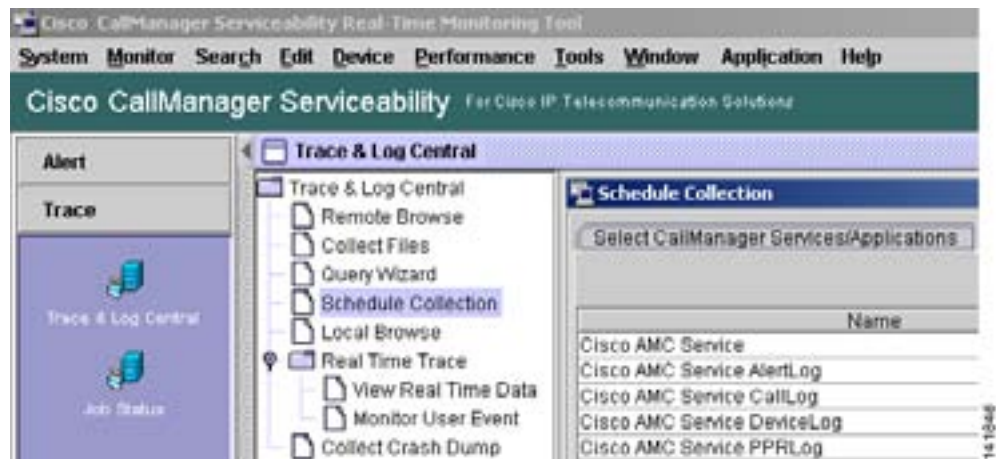 Cisco CallManager Serviceability Real-Time Monitoring Tool
System Monitor Search Edit Device Performance Tools Window Application Help
Cisco CallManager Serviceability For Cisco IP Telecommunication Solutions
Alert
Trace
Trace & Log Central
Job Status
Trace & Log Central
Trace & Log Central
Remote Browse
Collect Files
Query Wizard
Schedule Collection
Local Browse
Real Time Trace
View Real Time Data
Monitor User Event
Collect Crash Dump
Schedule Collection
Select CallManager Services/Applications
Name
Cisco AMC Service
Cisco AMC Service AlertLog
Cisco AMC Service CallLog
Cisco AMC Service DeviceLog
Cisco AMC Service PPRLog
141846